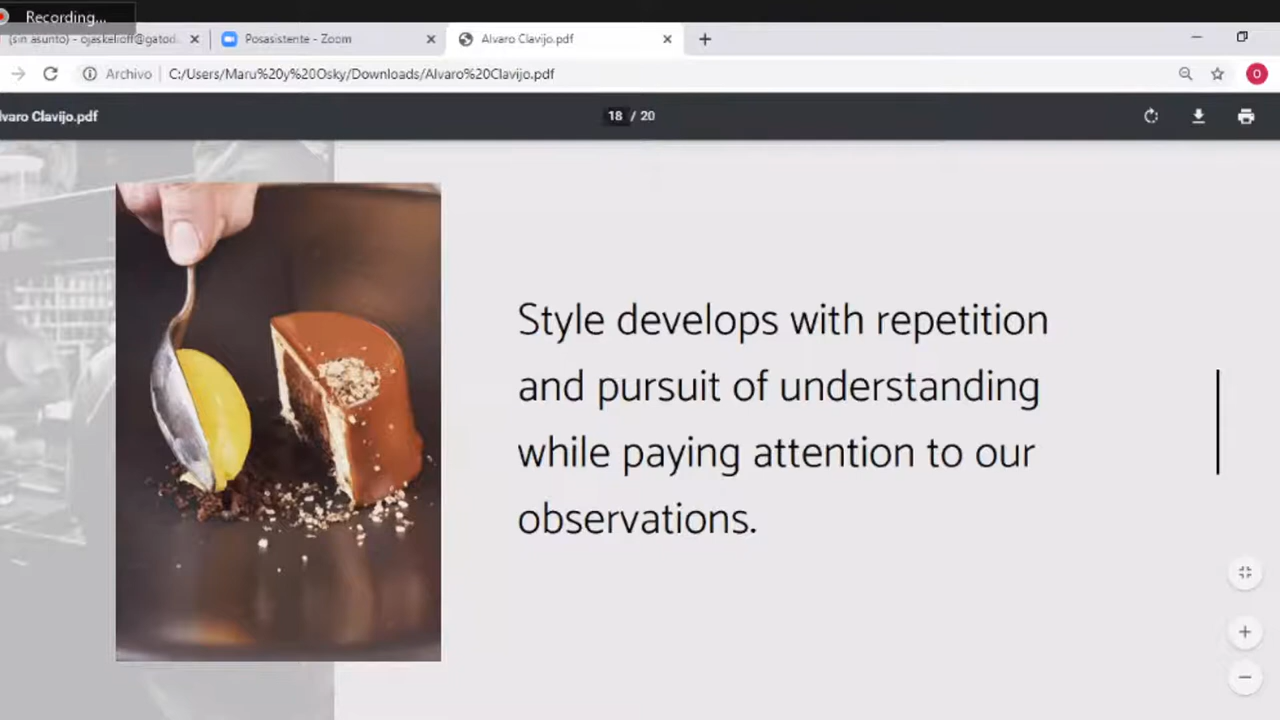 Recording...
(sin asunto) - ojaskelioff@gatod
Posasistente - Zoom
Alvaro Clavijo.pdf
Archivo
C:/Users/Maru%20y%20Osky/Downloads/Alvaro%20Clavijo.pdf
O
lvaro Clavijo.pdf
18 / 20
Style develops with repetition
and pursuit of understanding
while paying attention to our
observations.